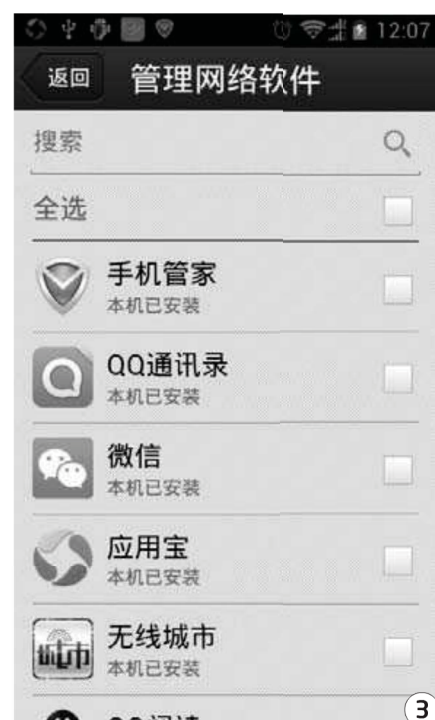 12:07
返回
管理网络软件
搜索
全选
手机管家
本机已安装
QQ通讯录
本机已安装
微信
本机已安装
应用宝
本机已安装
城市
无线城市
本机已安装
3